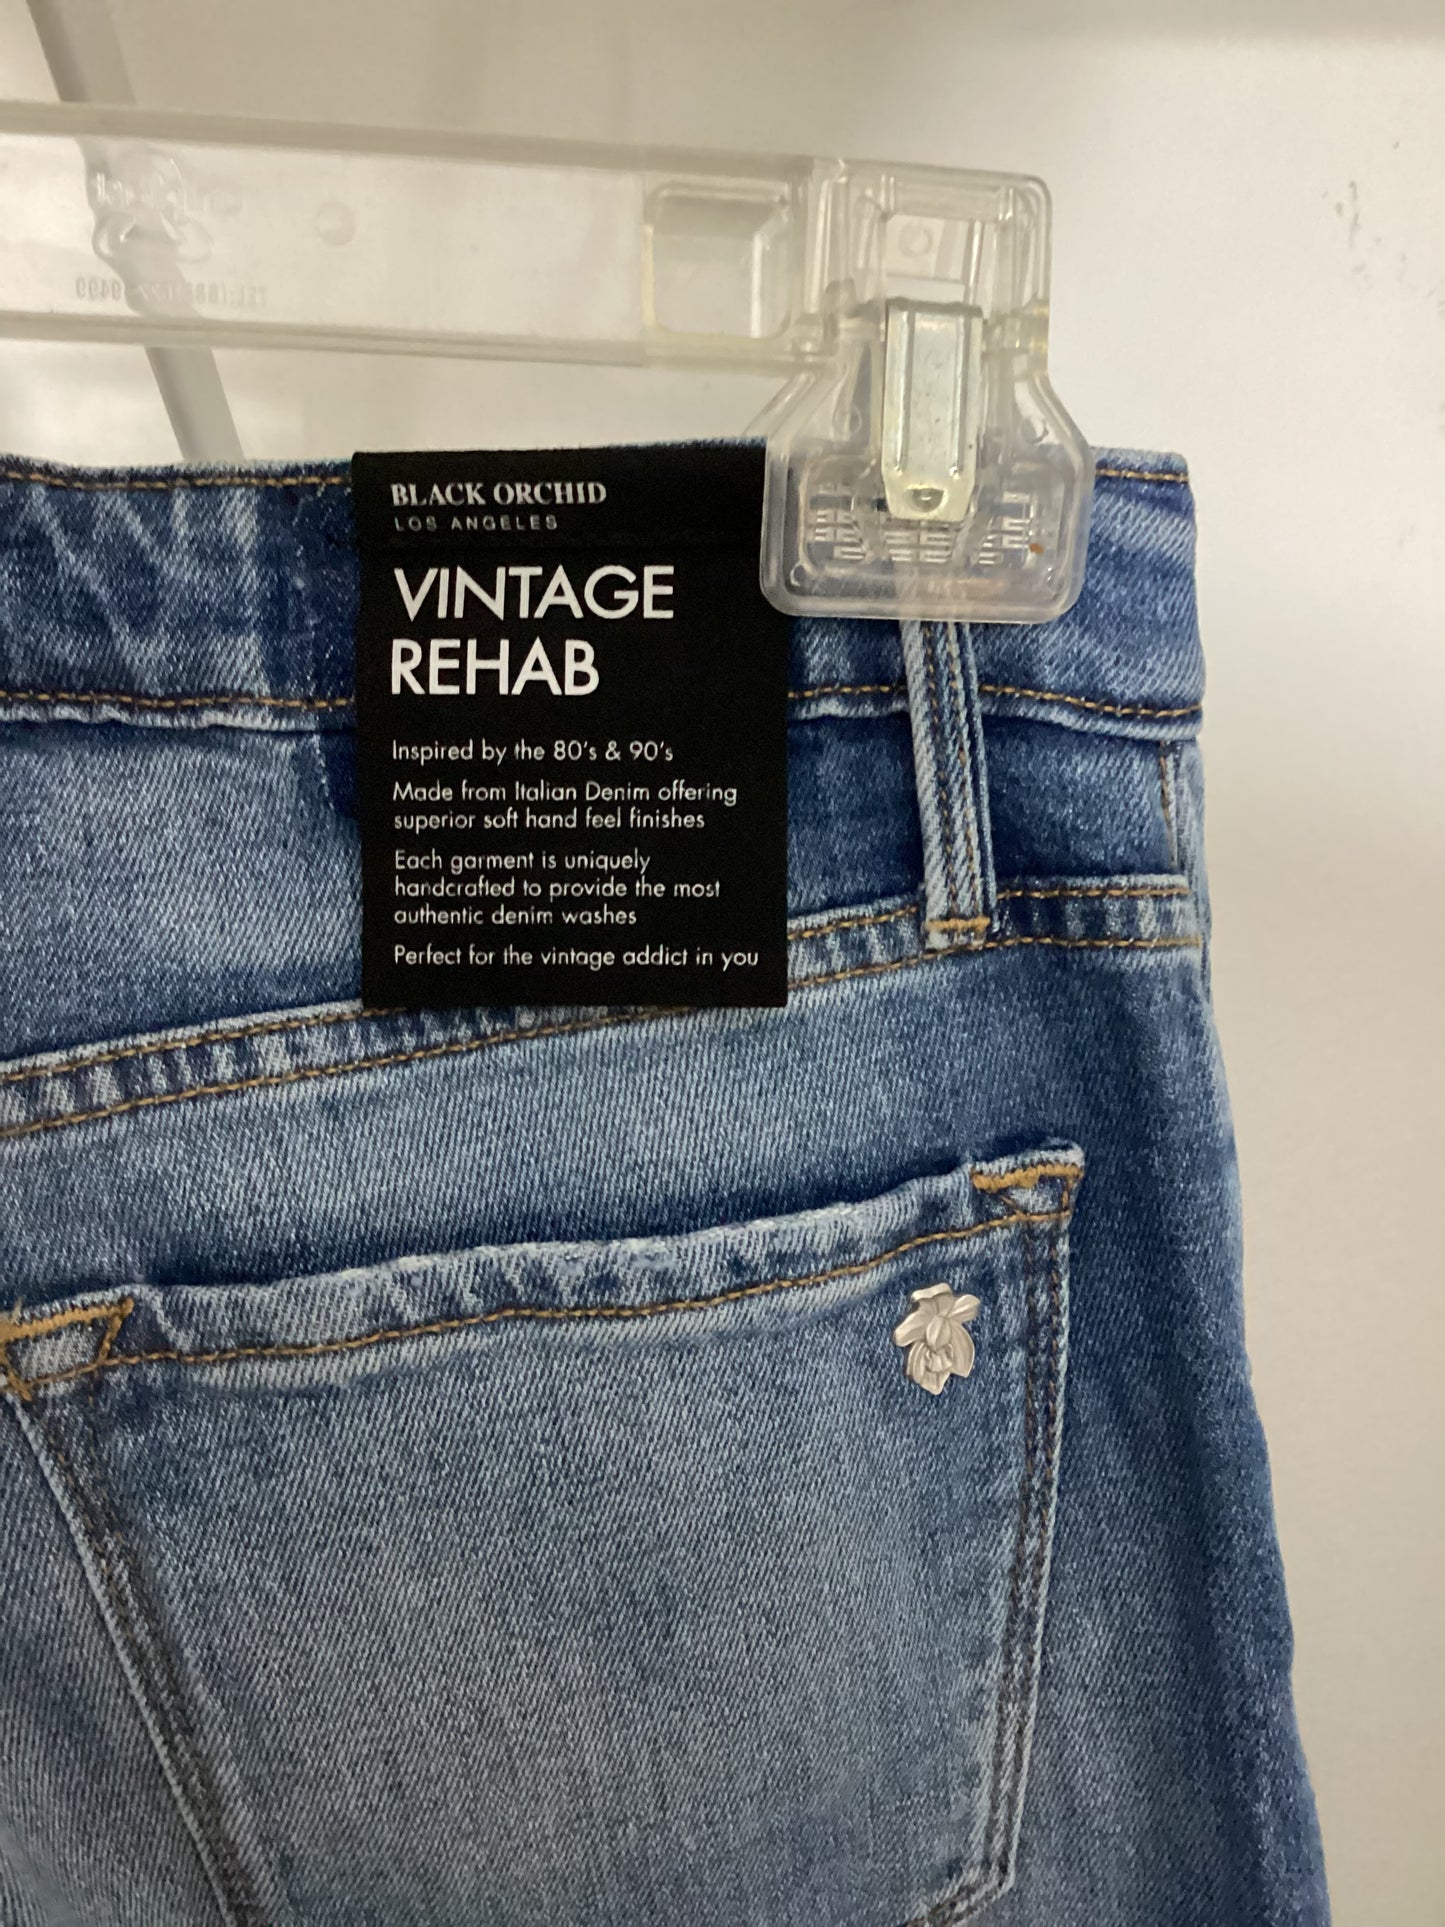 BLACK ORCHID
LOS ANGELES
VINTAGE
REHAB
Inspired by the 80's & 90's
Made from Italian Denim offering
superior soft hand feel finishes
Each garment is uniquely
handcrafted to provide the most
authentic denim washes
Perfect for the vintage addict in you